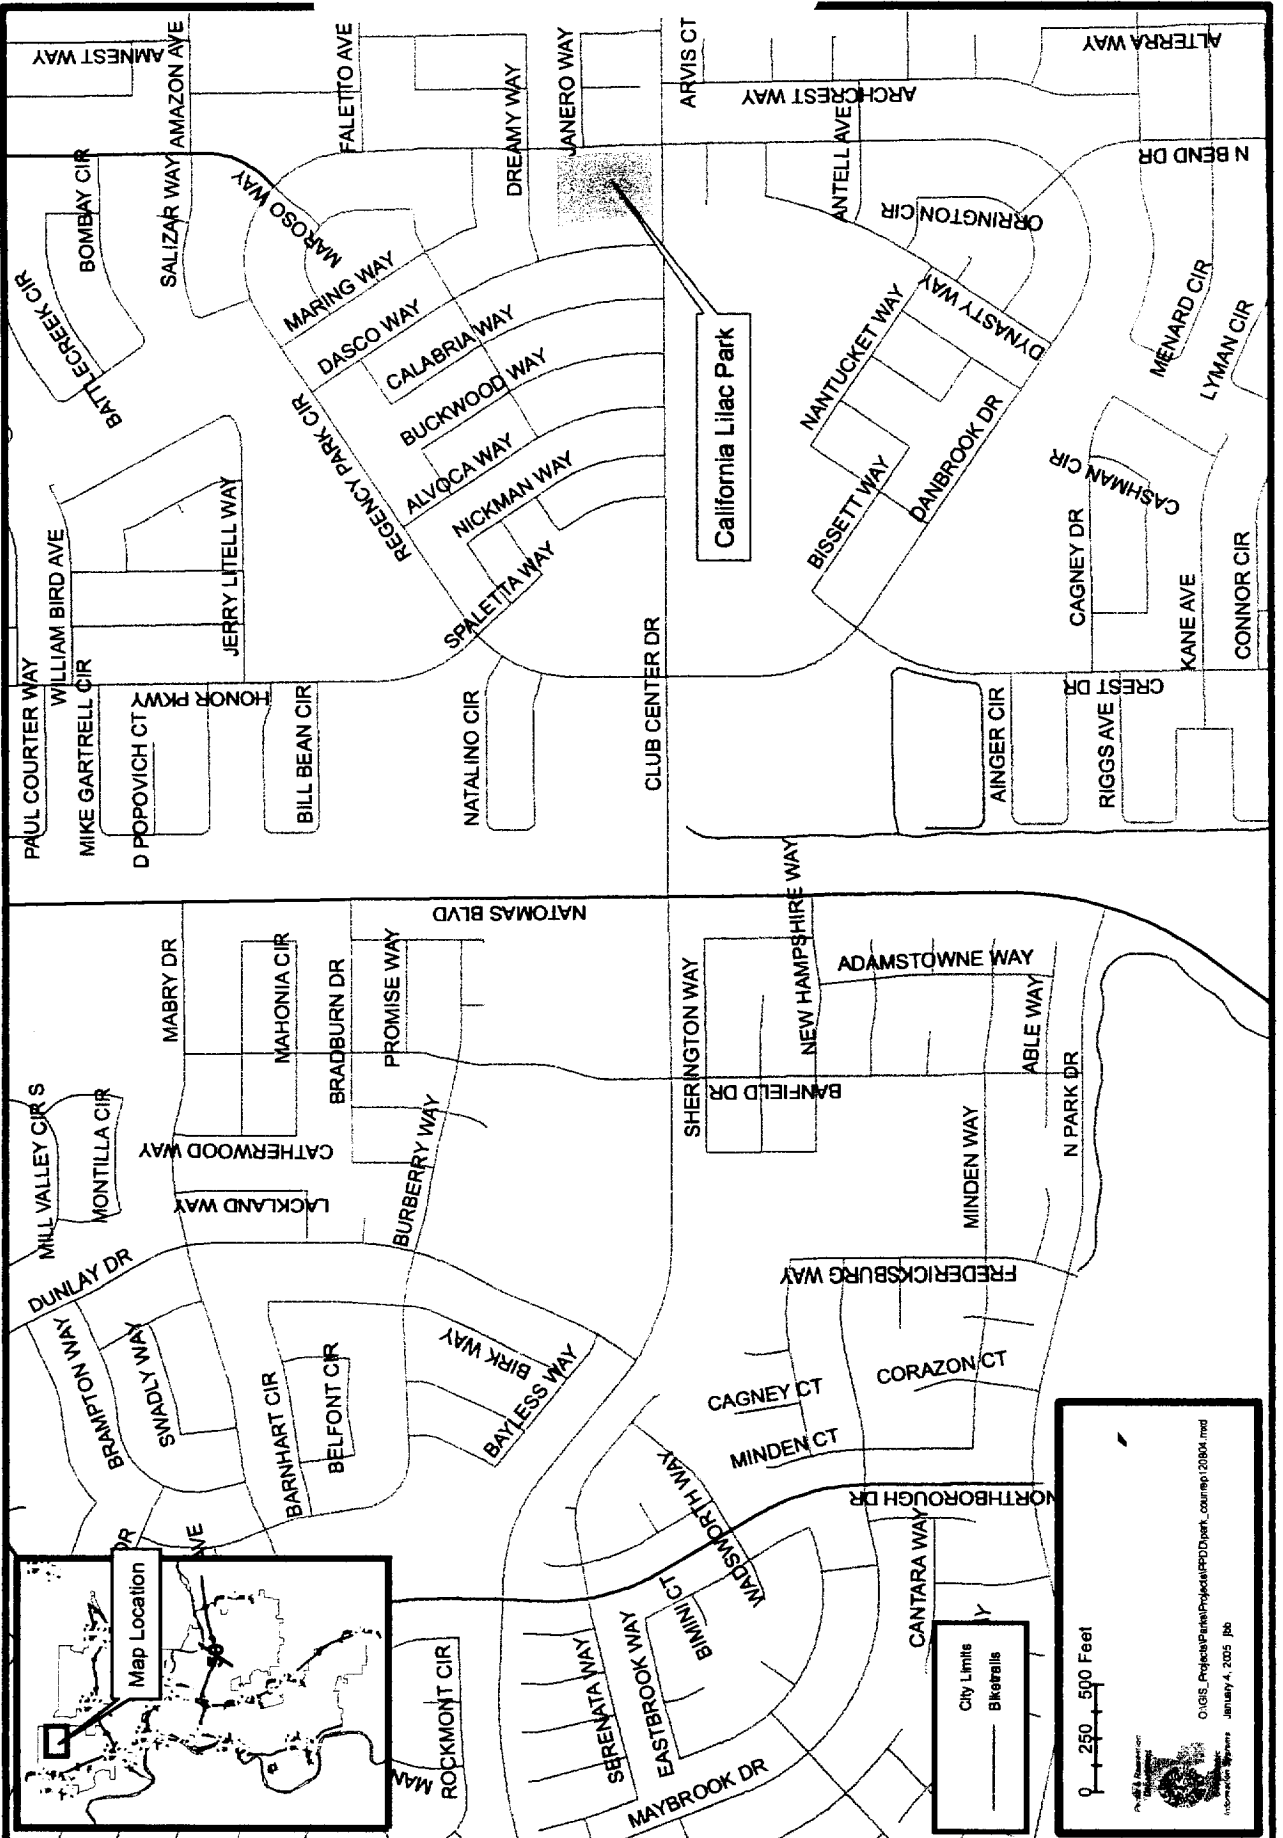 AMNEST WAY
AMAZON AVE
FALETTO AVE
DREAMY WAY
JANERO WAY
ARVIS CT
ARCHCREST WAY
ALTERRA WAY
BOMBAY CIR
SALIZAR WAY
MAROSO WAY
ANTELL AVE
ORRINGTON CIR
N BEND DR
BATTLECREEK CIR
MARING WAY
DASCO WAY
CALABRIA WAY
BUCKWOOD WAY
ALVOCA WAY
NICKMAN WAY
SPALETTA WAY
REGENCY PARK CIR
California Lilac Park
NANTUCKET WAY
DYNASTY WAY
BISSETT WAY
DANBROOK DR
MENARD CIR
LYMAN CIR
CASHMAN CIR
CAGNEY DR
KANE AVE
CONNOR CIR
WILLIAM BIRD AVE
JERRY LITELL WAY
PAUL COURTER WAY
MIKE GARTRELL CIR
D POPOVICH CT
HONOR PKWY
BILL BEAN CIR
NATALINO CIR
CLUB CENTER DR
AINGER CIR
RIGGS AVE
CREST DR
NATOMAS BLVD
MABRY DR
MAHONIA CIR
BRADBURN DR
PROMISE WAY
SHERINGTON WAY
NEW HAMPSHIRE WAY
ADAMSTOWNE WAY
ABLE WAY
N PARK DR
BANFIELD DR
MILL VALLEY CIR S
MONTILLA CIR
CATHERWOOD WAY
LACKLAND WAY
BURBERRY WAY
MINDEN WAY
FREDERICKSBURG WAY
DUNLAY DR
BRAMPTON WAY
SWADLY WAY
BARNHART CIR
BELFONT CIR
BIRK WAY
BAYLESS WAY
CAGNEY CT
CORAZON CT
MINDEN CT
WADSWORTH WAY
NORTHBOROUGH DR
CANTARA WAY
BIMINI CT
EASTBROOK WAY
SERENATA WAY
MAYBROOK DR
ROCKMONT CIR
MAN
DR
AVE
AY
Map Location
City Limits
Biketrails
0 250 500 Feet
January 4, 2005 jbb